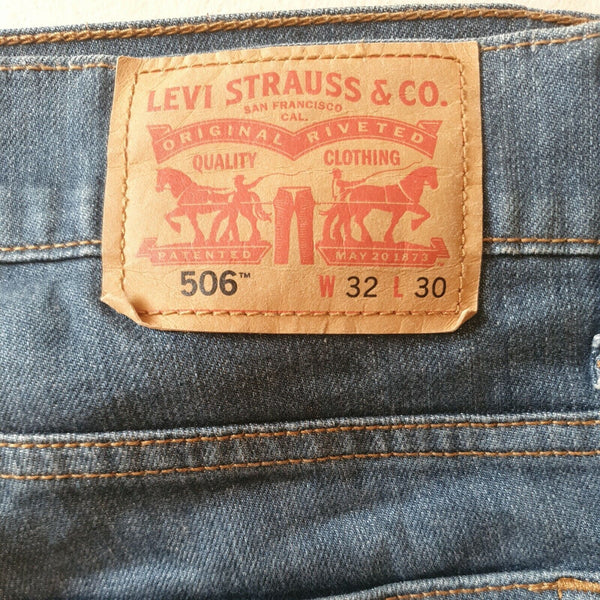 LEVI STRAUSS & CO.
SAN FRANCISCO
CAL.
ORIGINAL RIVETED
QUALITY CLOTHING
PATENTED MAY 20 1873
506™ W 32 L 30